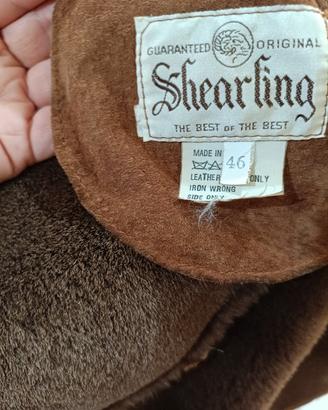 GUARANTEED ORIGINAL
Shearling
THE BEST OF THE BEST
MADE IN
46
LEATHER ONLY
IRON WRONG
SIDE ONLY